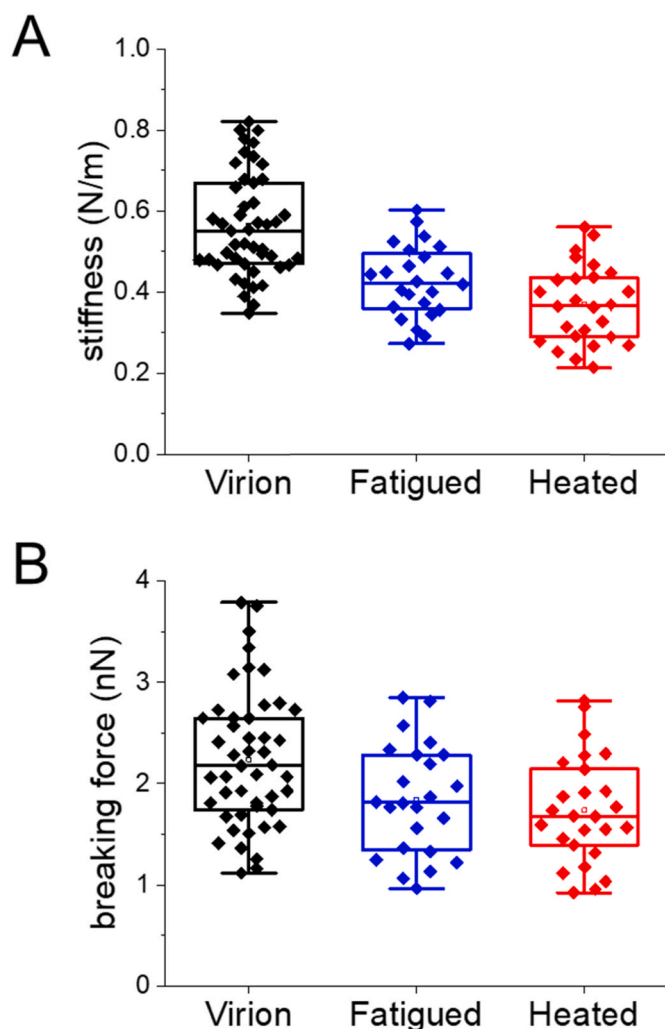 A
stiffness (N/m)
1.0
0.8
0.6
0.4
0.2
0.0
Virion Fatigued Heated
B
breaking force (nN)
4
3
2
1
0
Virion Fatigued Heated